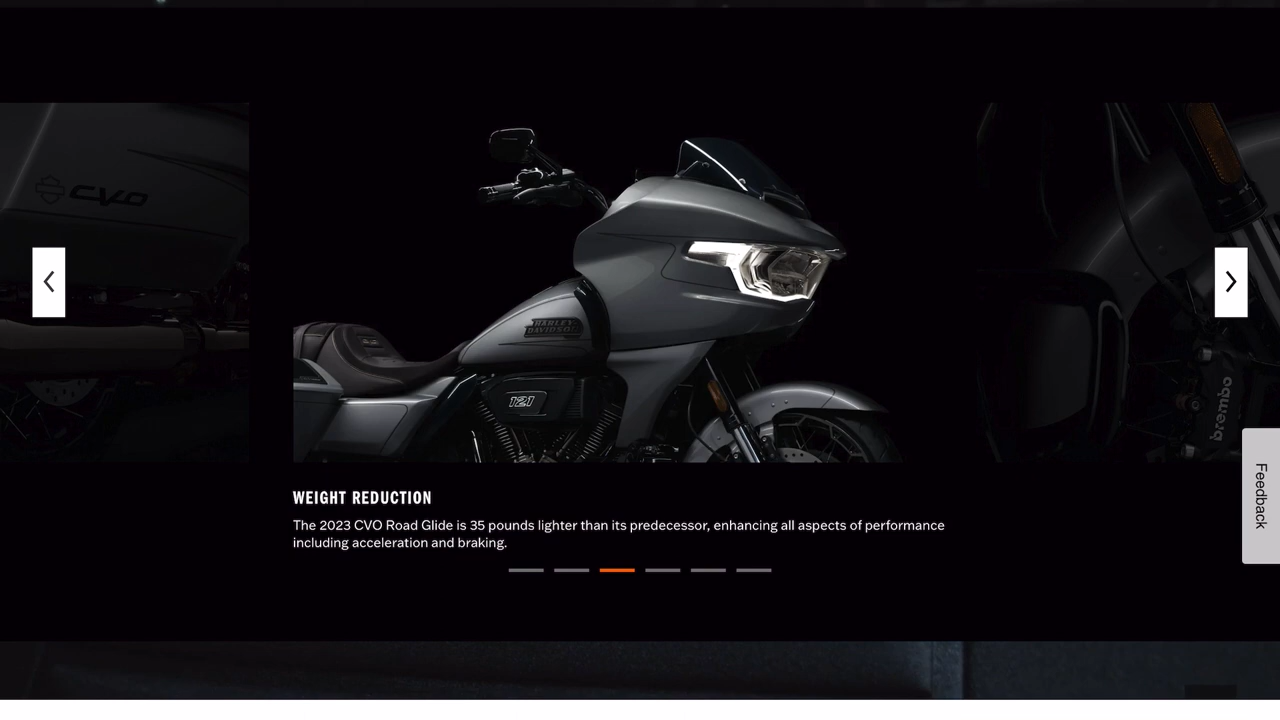 CVO
HARLEY-
DAVIDSON
121
brembo
WEIGHT REDUCTION
The 2023 CVO Road Glide is 35 pounds lighter than its predecessor, enhancing all aspects of performance
including acceleration and braking.
Feedback